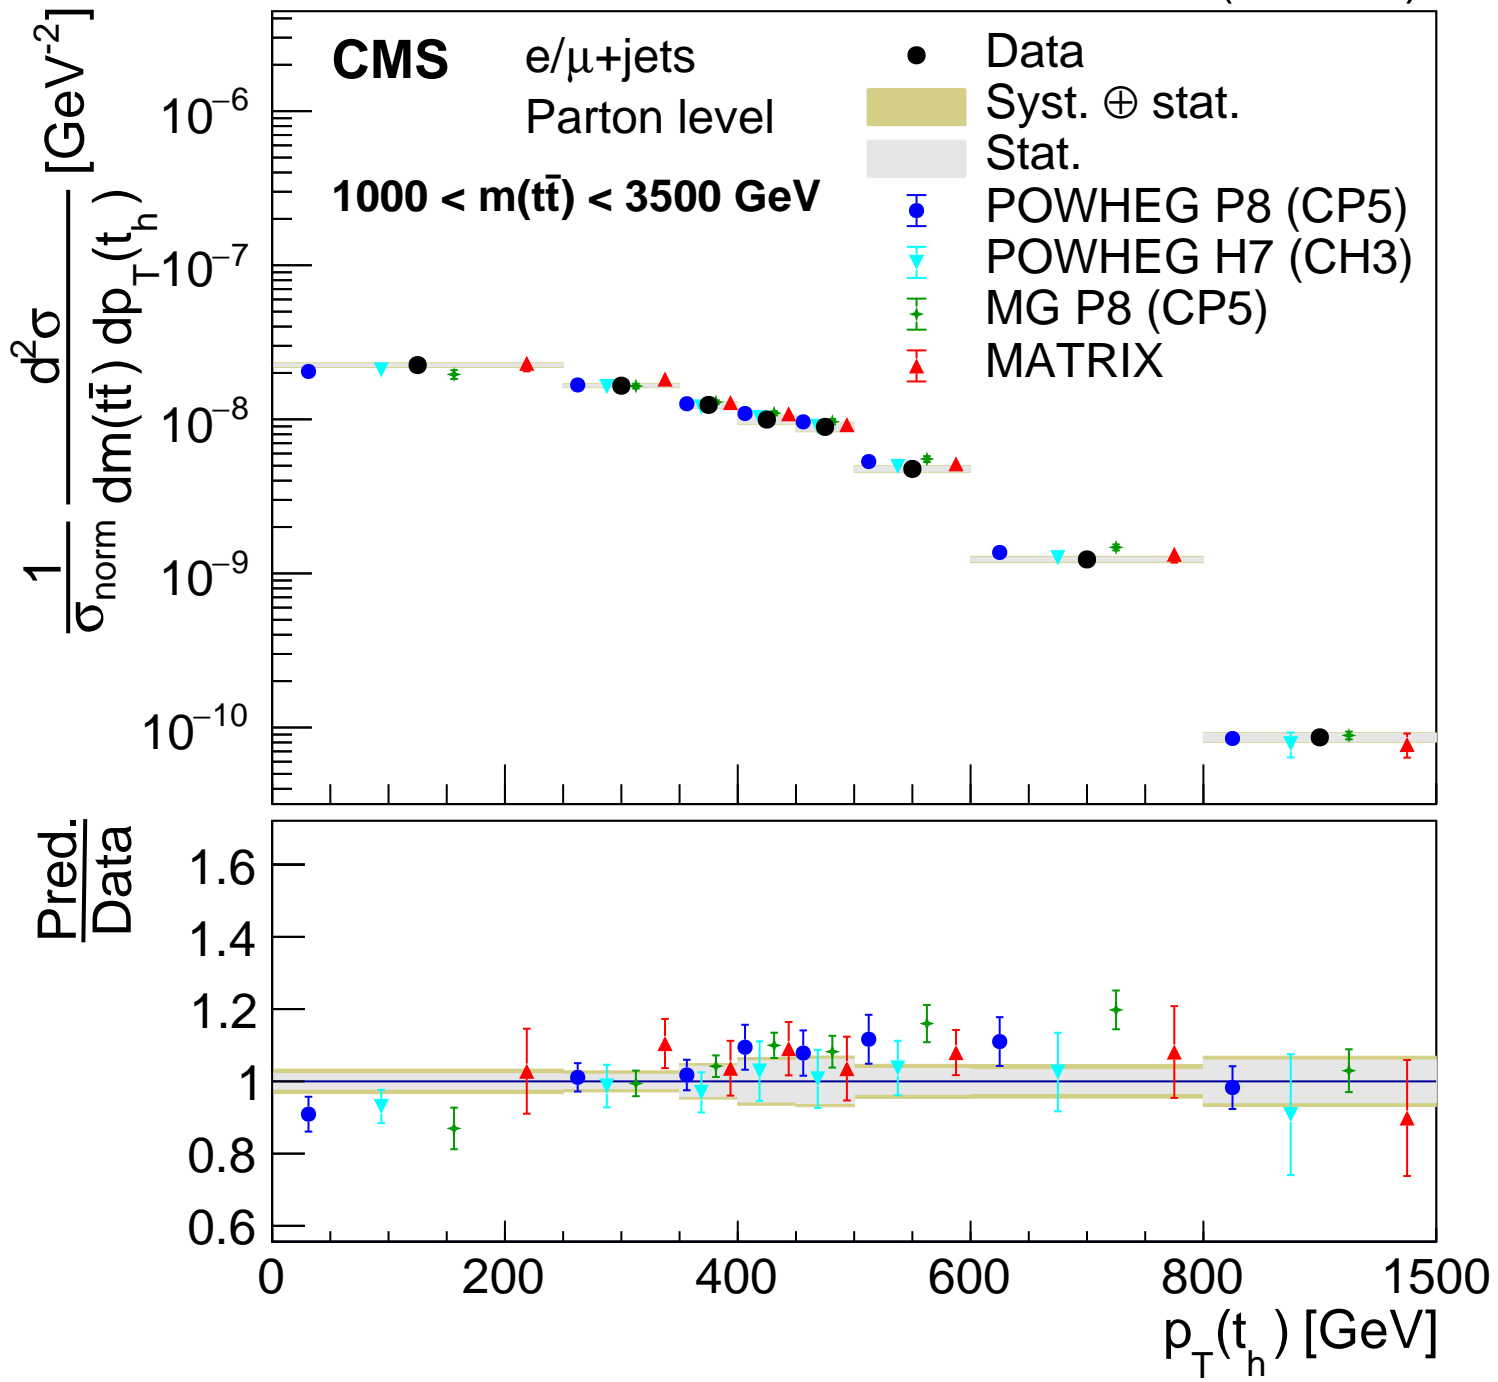 CMS e/μ+jets
Parton level
1000 < m(tt̄) < 3500 GeV
Data
Syst. ⊕ stat.
Stat.
POWHEG P8 (CP5)
POWHEG H7 (CH3)
MG P8 (CP5)
MATRIX
1/σnorm d²σ/dm(tt̄) dp_T(t_h) [GeV⁻²]
10⁻⁶
10⁻⁷
10⁻⁸
10⁻⁹
10⁻¹⁰
Pred.
Data
1.6
1.4
1.2
1
0.8
0.6
0 200 400 600 800 1500
p_T(t_h) [GeV]